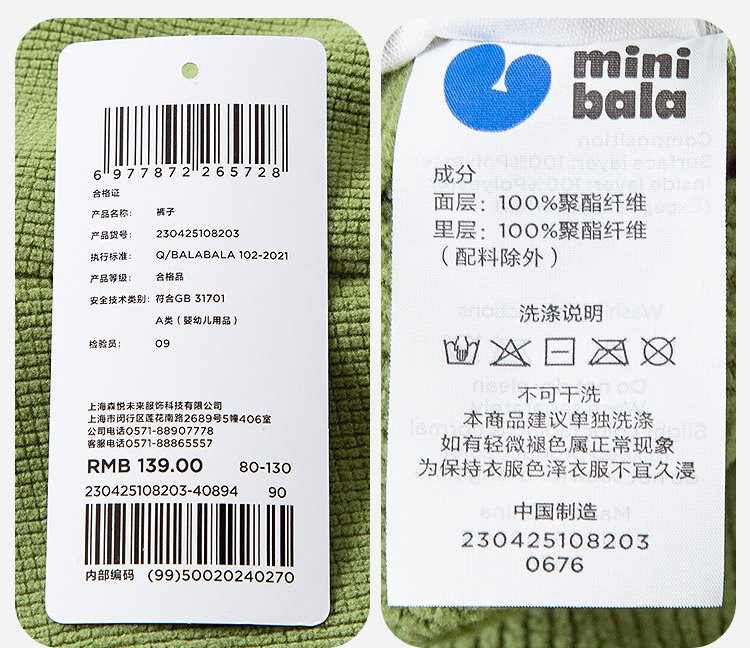 6 977872 265728
合格证
产品名称: 裤子
产品货号: 230425108203
执行标准: Q/BALABALA 102-2021
产品等级: 合格品
安全技术类别: 符合GB 31701
A类（婴幼儿用品）
检验员: 09
上海森悦未来服饰科技有限公司
上海市闵行区莲花南路2689号5幢406室
公司电话0571-88907778
客服电话0571-88865557
RMB 139.00 80-130
230425108203-40894 90
内部编码 (99)50020240270
mini
bala
成分
面层: 100%聚酯纤维
里层: 100%聚酯纤维
（配料除外）
洗涤说明
不可干洗
本商品建议单独洗涤
如有轻微褪色属正常现象
为保持衣服色泽衣服不宜久浸
中国制造
230425108203
0676